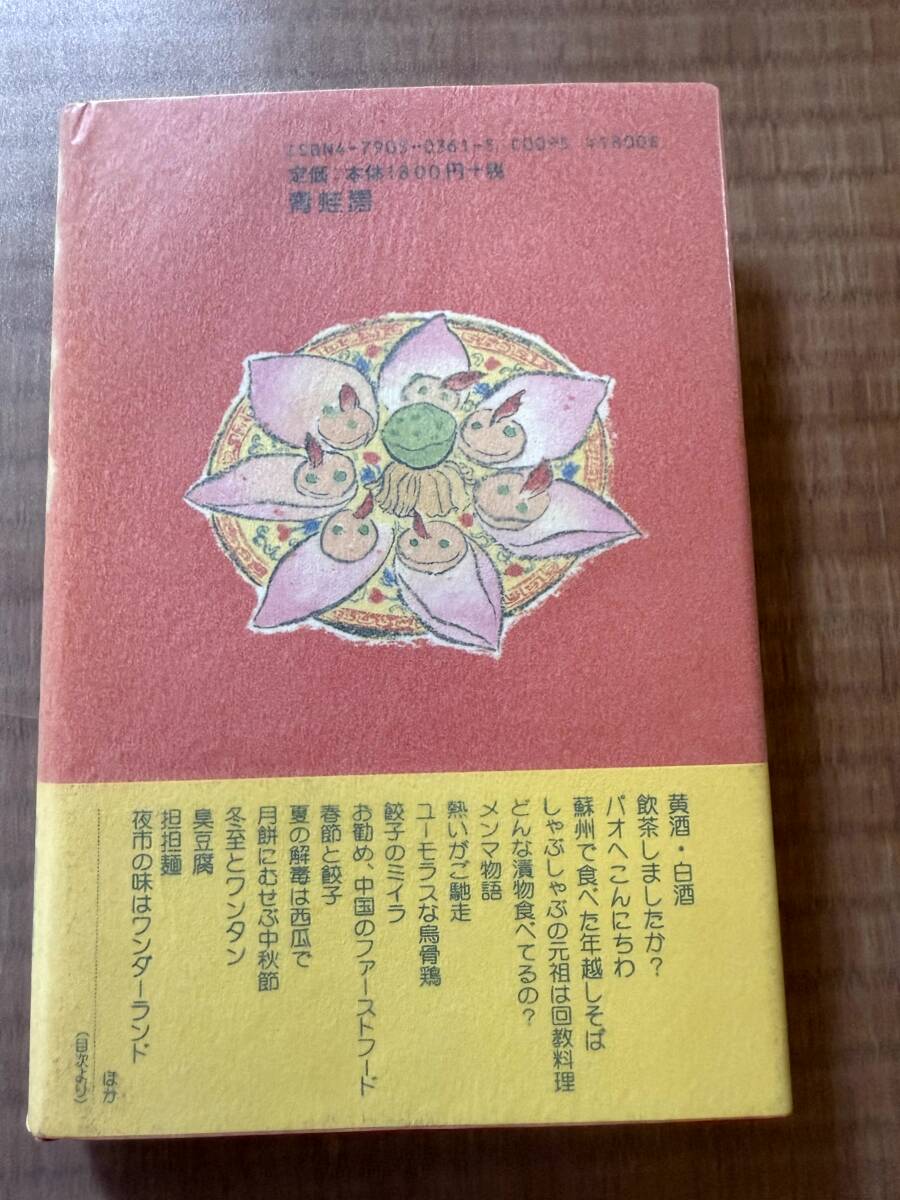 ISBN4-7905-0361-5 C0095 ¥1800E
定価：本体1800円＋税
青蛙房
黄酒・白酒
飲茶しましたか？
パオへこんにちわ
蘇州で食べた年越しそば
しゃぶしゃぶの元祖は回教料理
どんな漬物食べてるの？
メンマ物語
熱いがご馳走
ユーモラスな烏骨鶏
餃子のミイラ
お勧め、中国のファーストフード
春節と餃子
夏の解毒は西瓜で
月餅にむせぶ中秋節
冬至とワンタン
臭豆腐
担担麺
夜市の味はワンダーランド
ほか
（目次より）